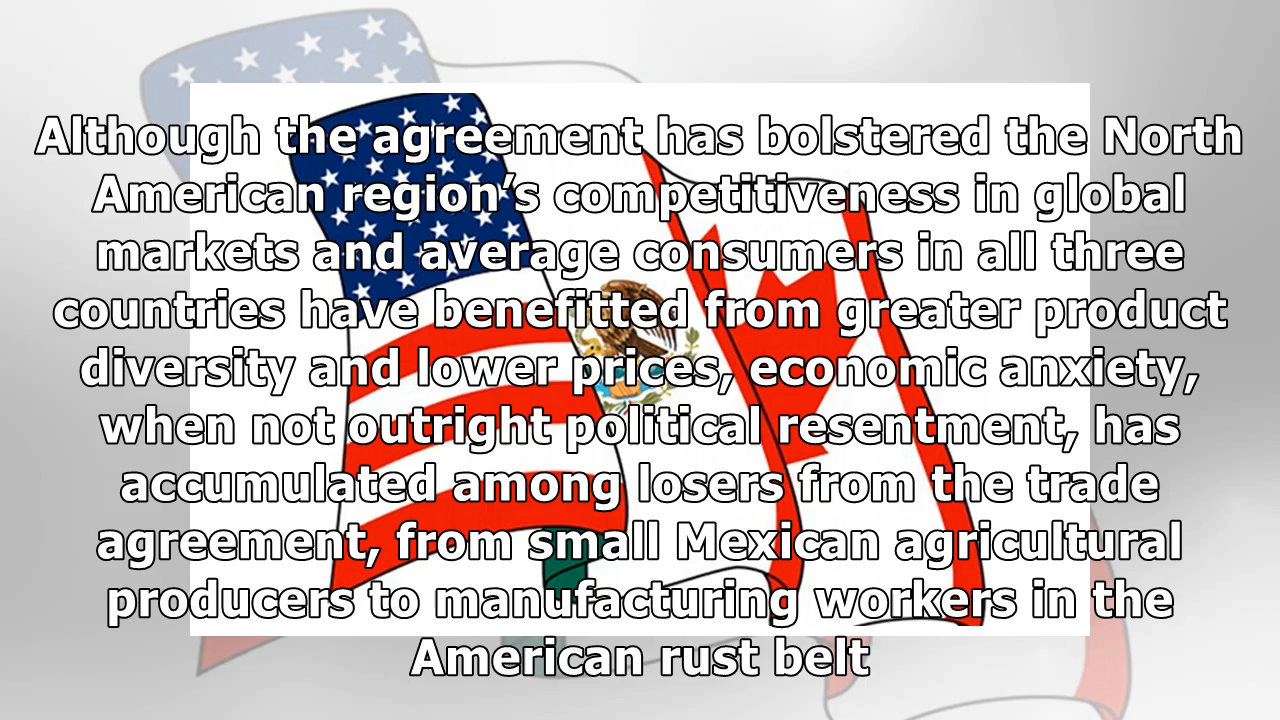 Although the agreement has bolstered the North
American region’s competitiveness in global
markets and average consumers in all three
countries have benefitted from greater product
diversity and lower prices, economic anxiety,
when not outright political resentment, has
accumulated among losers from the trade
agreement, from small Mexican agricultural
producers to manufacturing workers in the
American rust belt